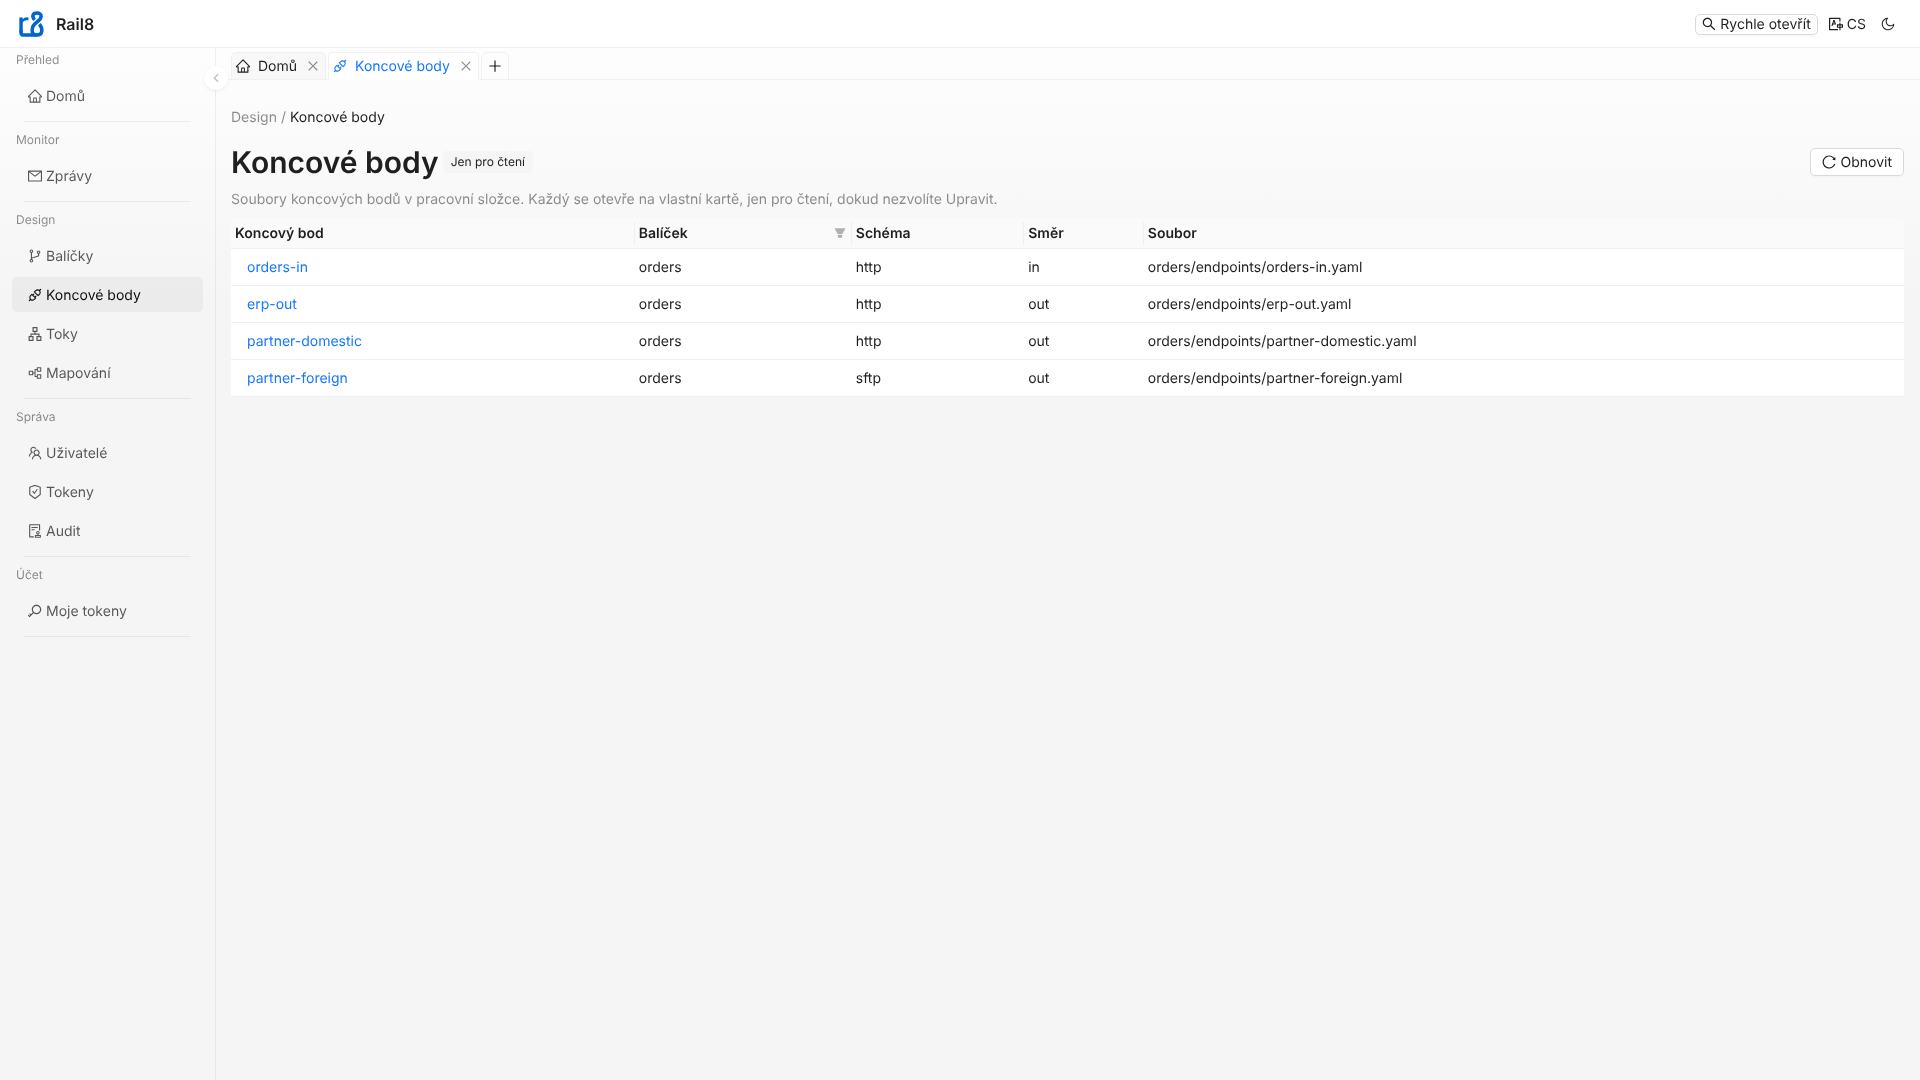 Rail8
Rychle otevřít
CS
Přehled
Domů
Monitor
Zprávy
Design
Balíčky
Koncové body
Toky
Mapování
Správa
Uživatelé
Tokeny
Audit
Účet
Moje tokeny
Domů
Koncové body
Design / Koncové body
Koncové body Jen pro čtení
Obnovit
Soubory koncových bodů v pracovní složce. Každý se otevře na vlastní kartě, jen pro čtení, dokud nezvolíte Upravit.
Koncový bod Balíček Schéma Směr Soubor
orders-in orders http in orders/endpoints/orders-in.yaml
erp-out orders http out orders/endpoints/erp-out.yaml
partner-domestic orders http out orders/endpoints/partner-domestic.yaml
partner-foreign orders sftp out orders/endpoints/partner-foreign.yaml